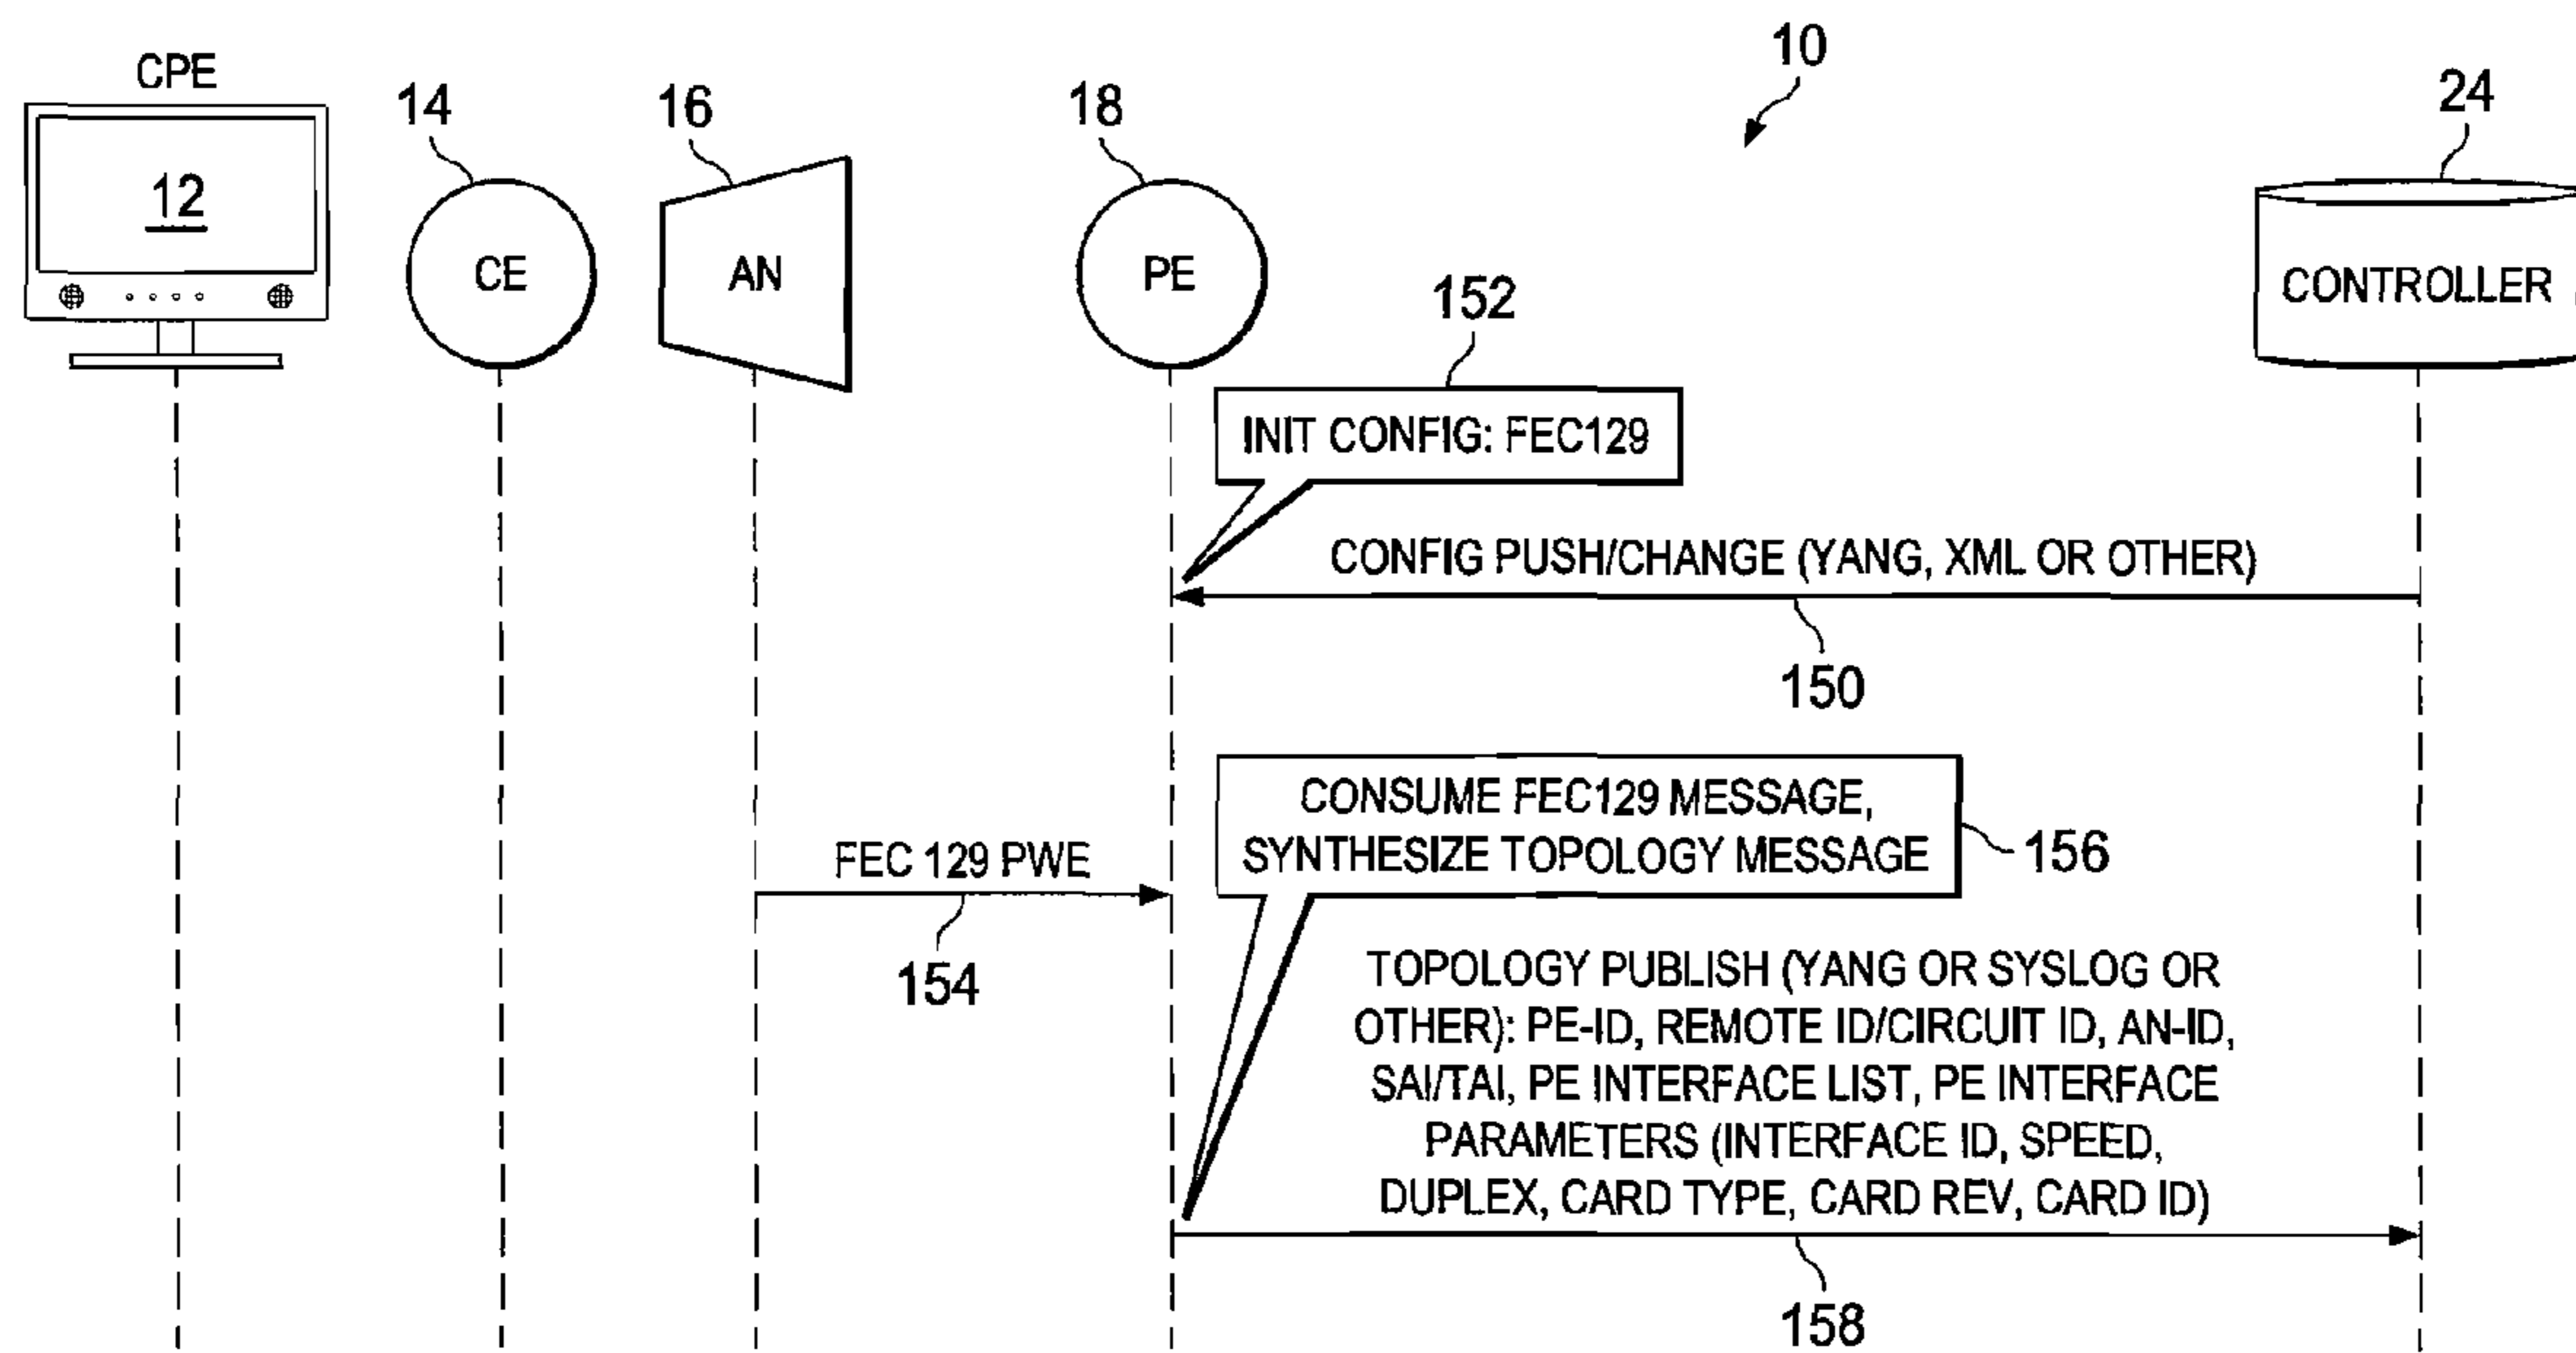 10
CPE
14
16
18
24
12
CE
AN
PE
CONTROLLER
152
INIT CONFIG: FEC129
CONFIG PUSH/CHANGE (YANG, XML OR OTHER)
150
CONSUME FEC129 MESSAGE,
SYNTHESIZE TOPOLOGY MESSAGE
156
FEC 129 PWE
154
TOPOLOGY PUBLISH (YANG OR SYSLOG OR
OTHER): PE-ID, REMOTE ID/CIRCUIT ID, AN-ID,
SAI/TAI, PE INTERFACE LIST, PE INTERFACE
PARAMETERS (INTERFACE ID, SPEED,
DUPLEX, CARD TYPE, CARD REV, CARD ID)
158